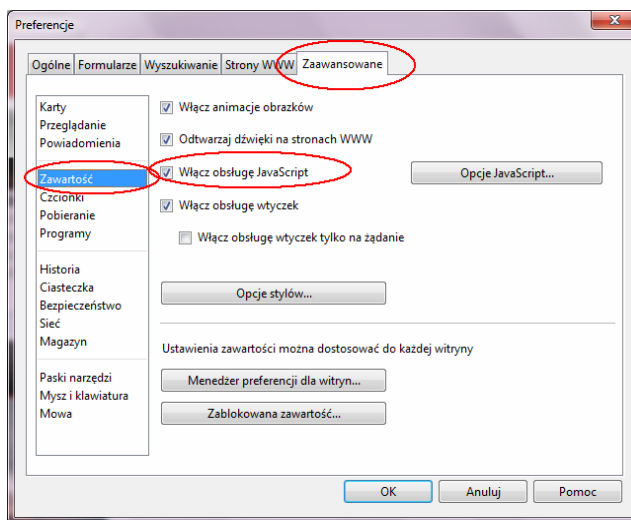 Preferencje
Ogólne Formularze Wyszukiwanie Strony WWW Zaawansowane
Karty
Przeglądanie
Powiadomienia
Zawartość
Czcionki
Pobieranie
Programy
Historia
Ciasteczka
Bezpieczeństwo
Sieć
Magazyn
Paski narzędzi
Mysz i klawiatura
Mowa
Włącz animacje obrazków
Odtwarzaj dźwięki na stronach WWW
Włącz obsługę JavaScript
Opcje JavaScript...
Włącz obsługę wtyczek
Włącz obsługę wtyczek tylko na żądanie
Opcje stylów...
Ustawienia zawartości można dostosować do każdej witryny
Menedżer preferencji dla witryn...
Zablokowana zawartość...
OK Anuluj Pomoc